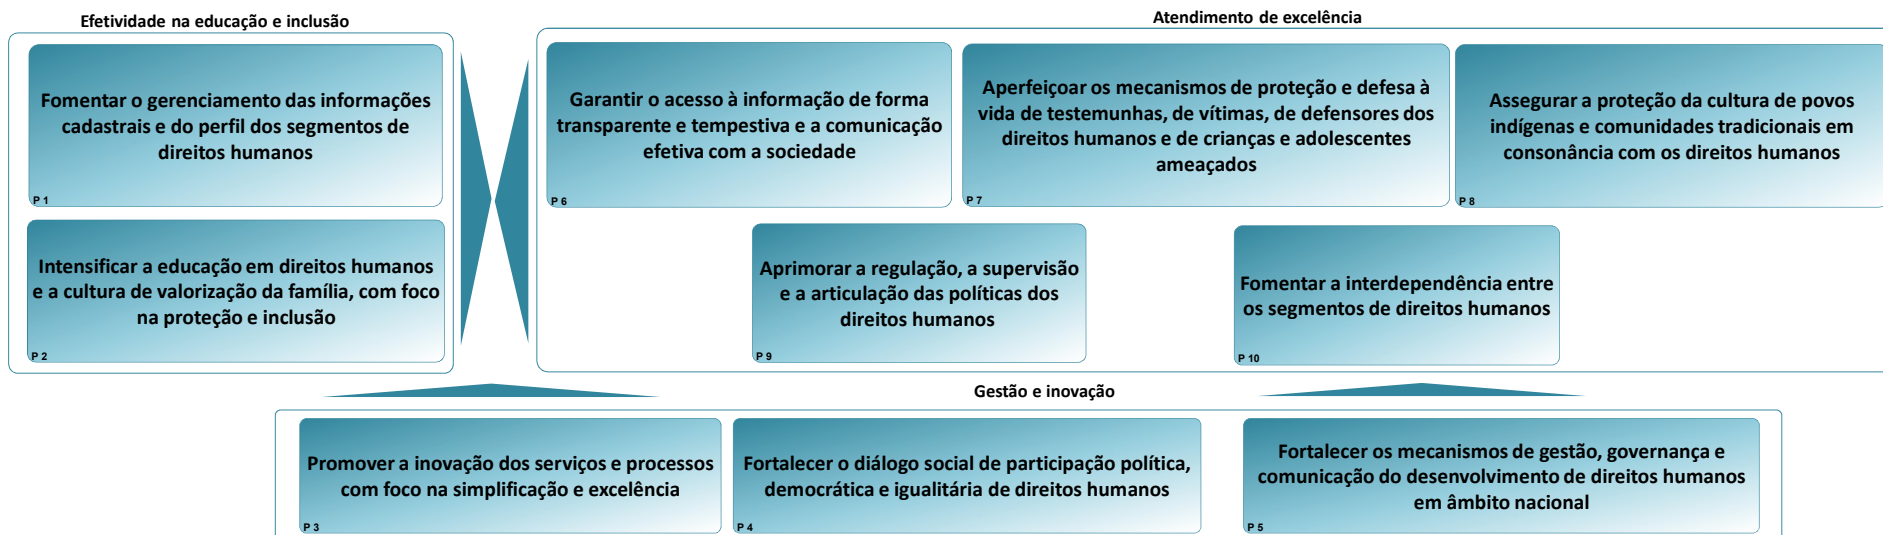 Efetividade na educação e inclusão
Fomentar o gerenciamento das informações
cadastrais e do perfil dos segmentos de
direitos humanos
P 1
Intensificar a educação em direitos humanos
e a cultura de valorização da família, com foco
na proteção e inclusão
P 2
Atendimento de excelência
Garantir o acesso à informação de forma
transparente e tempestiva e a comunicação
efetiva com a sociedade
P 6
Aperfeiçoar os mecanismos de proteção e defesa à
vida de testemunhas, de vítimas, de defensores dos
direitos humanos e de crianças e adolescentes
ameaçados
P 7
Assegurar a proteção da cultura de povos
indígenas e comunidades tradicionais em
consonância com os direitos humanos
P 8
Aprimorar a regulação, a supervisão
e a articulação das políticas dos
direitos humanos
P 9
Fomentar a interdependência entre
os segmentos de direitos humanos
P 10
Gestão e inovação
Promover a inovação dos serviços e processos
com foco na simplificação e excelência
P 3
Fortalecer o diálogo social de participação política,
democrática e igualitária de direitos humanos
P 4
Fortalecer os mecanismos de gestão, governança e
comunicação do desenvolvimento de direitos humanos
em âmbito nacional
P 5